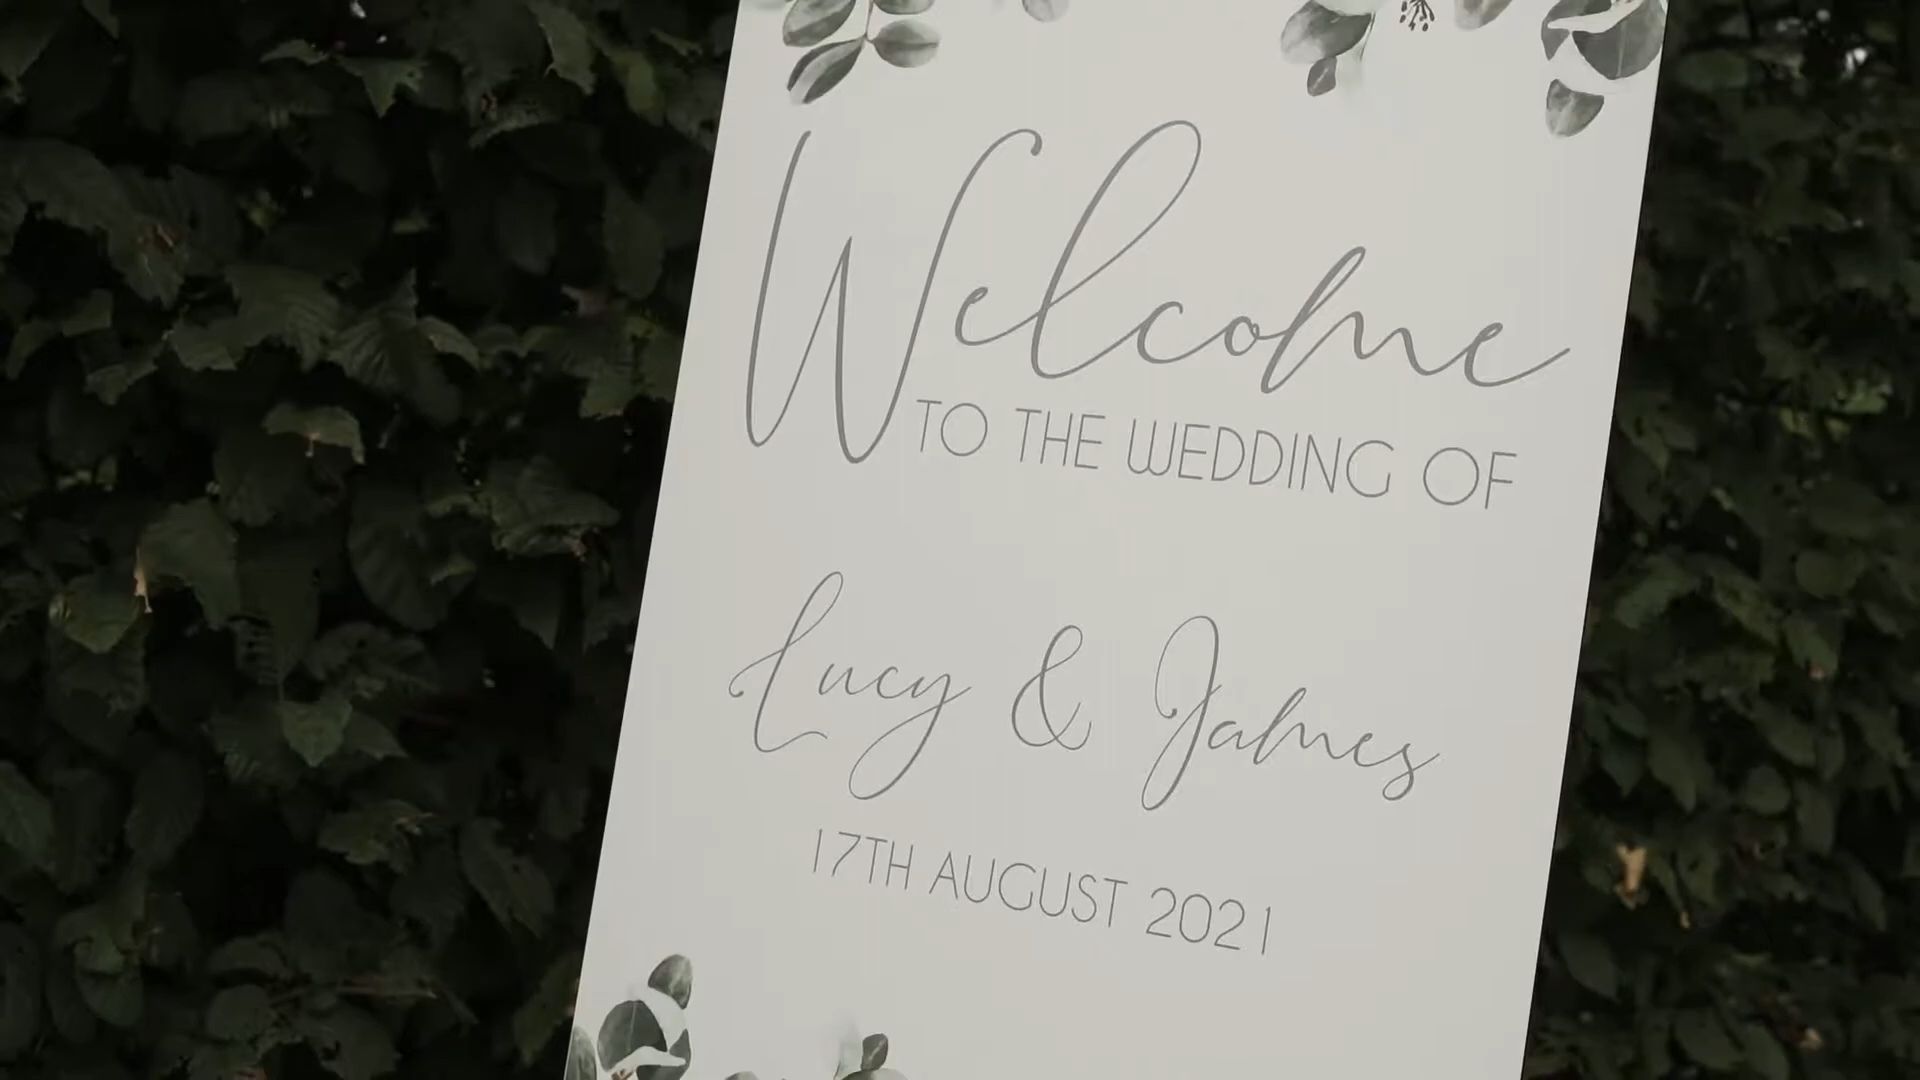 Welcome
TO THE WEDDING OF
Lucy & James
17TH AUGUST 2021